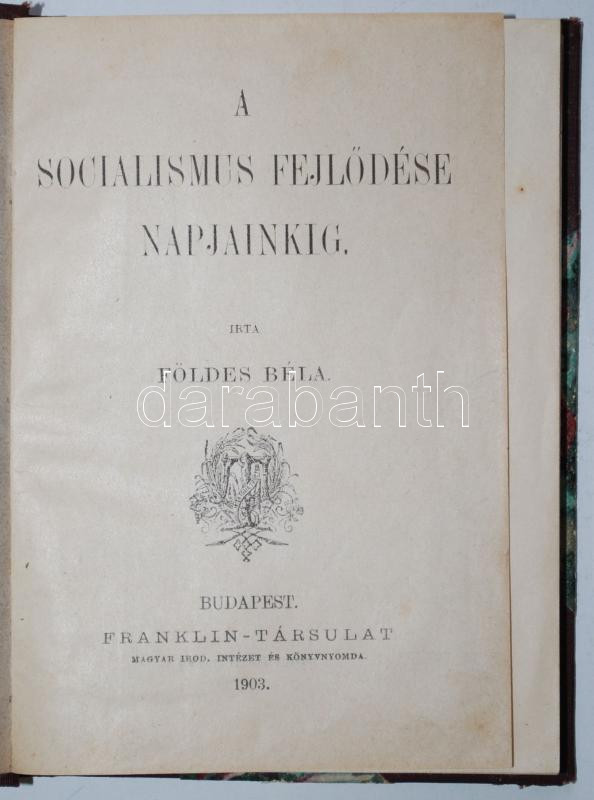 A
SOCIALISMUS FEJLŐDÉSE
NAPJAINKIG.
IRTA
FÖLDES BÉLA.
darabanth
BUDAPEST.
FRANKLIN-TÁRSULAT
MAGYAR IROD. INTÉZET ÉS KÖNYVNYOMDA.
1903.